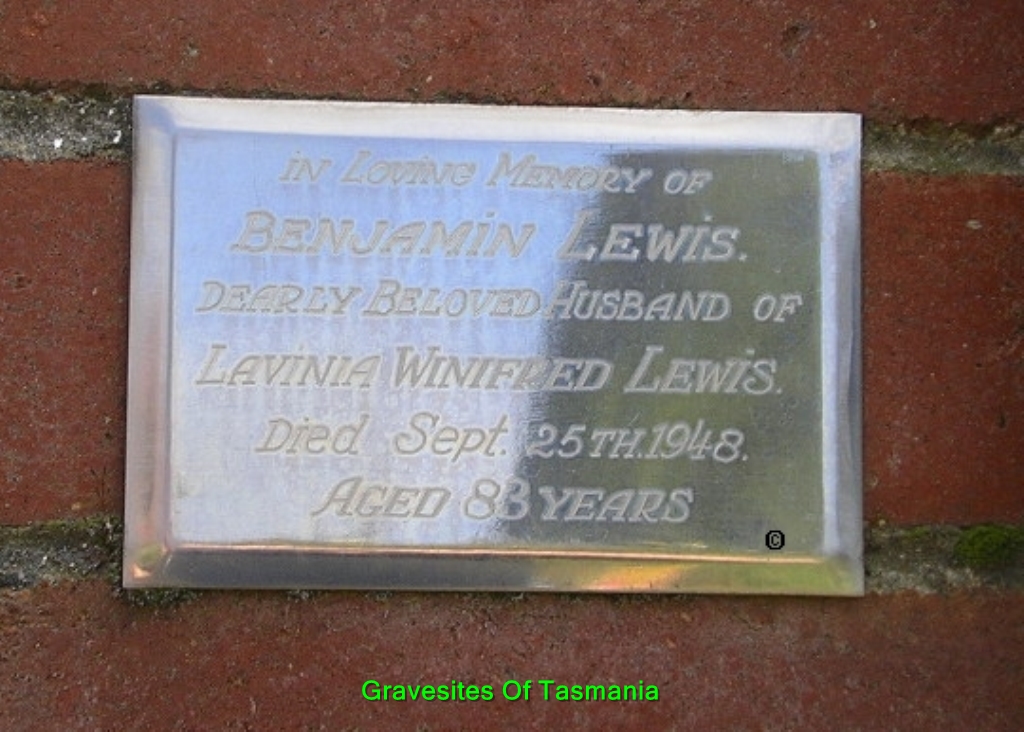 in Loving Memory of
Benjamin Lewis.
Dearly Beloved Husband of
Lavinia Winifred Lewis.
Died Sept. 25th. 1948.
Aged 83 years
©
Gravesites Of Tasmania